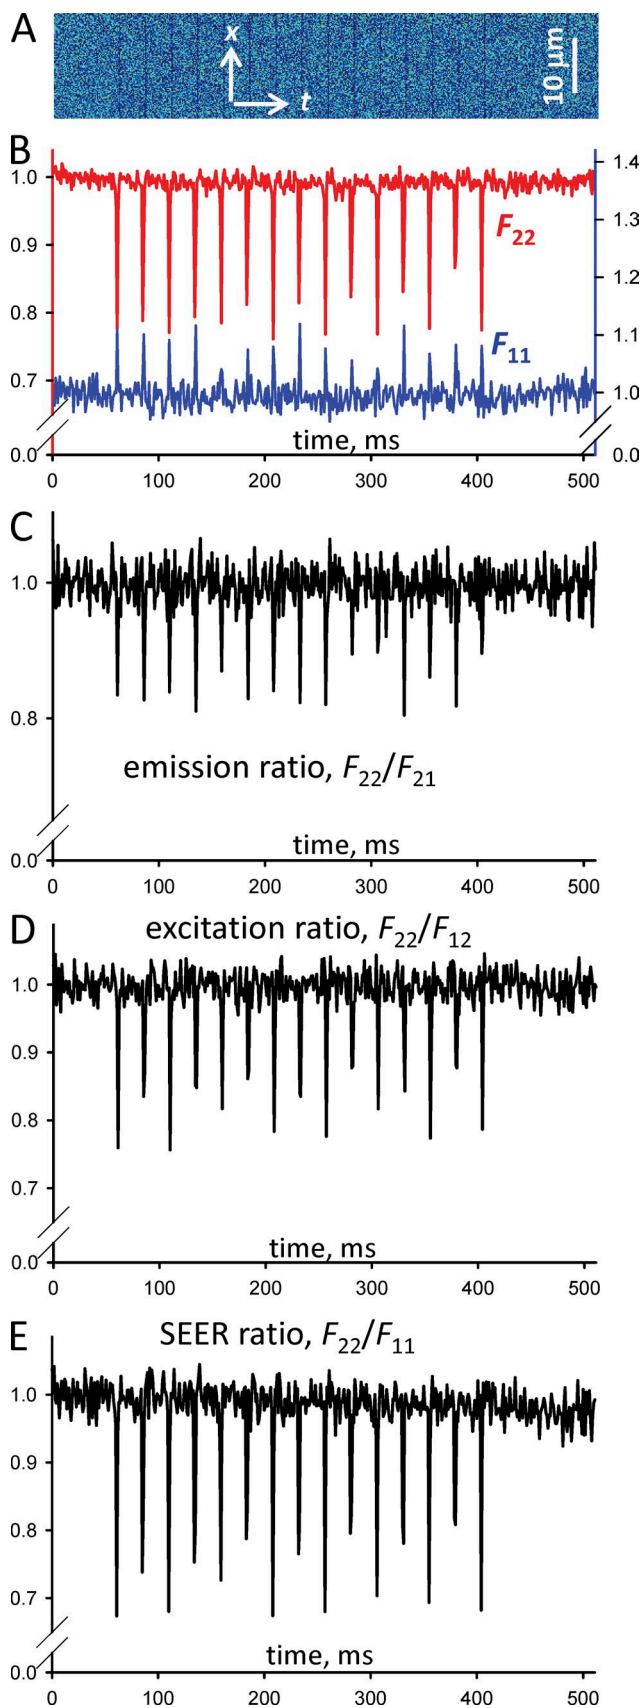 A
x
t
10 μm
B
1.0
0.9
0.8
0.7
0.0
1.4
1.3
1.2
1.1
1.0
0.0
F22
F11
time, ms
0 100 200 300 400 500
C
1.0
0.8
0.0
emission ratio, F22/F21
time, ms
0 100 200 300 400 500
D
excitation ratio, F22/F12
1.0
0.9
0.8
0.7
0.0
time, ms
0 100 200 300 400 500
E
SEER ratio, F22/F11
1.0
0.9
0.8
0.7
0.0
time, ms
0 100 200 300 400 500